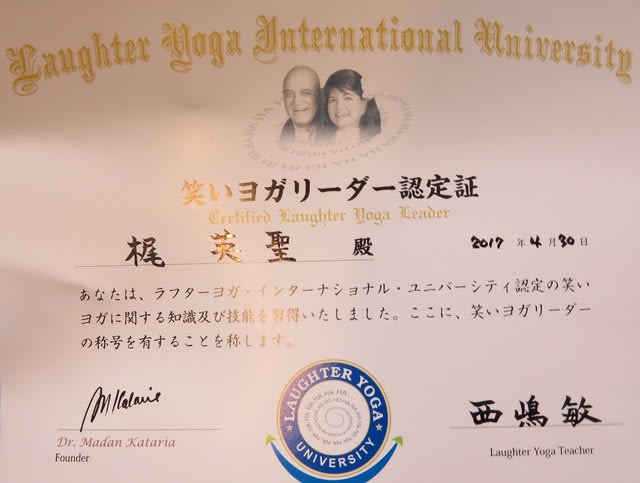 Laughter Yoga International University
笑いヨガリーダー認定証
Certified Laughter Yoga Leader
梶 英聖 殿
2017 年 4 月 30 日
あなたは、ラフターヨガ・インターナショナル・ユニバーシティ認定の笑い
ヨガに関する知識及び技能を習得いたしました。ここに、笑いヨガリーダー
の称号を有することを称します。
MKataria
Dr. Madan Kataria
Founder
LAUGHTER YOGA
UNIVERSITY
西嶋 敏
Laughter Yoga Teacher